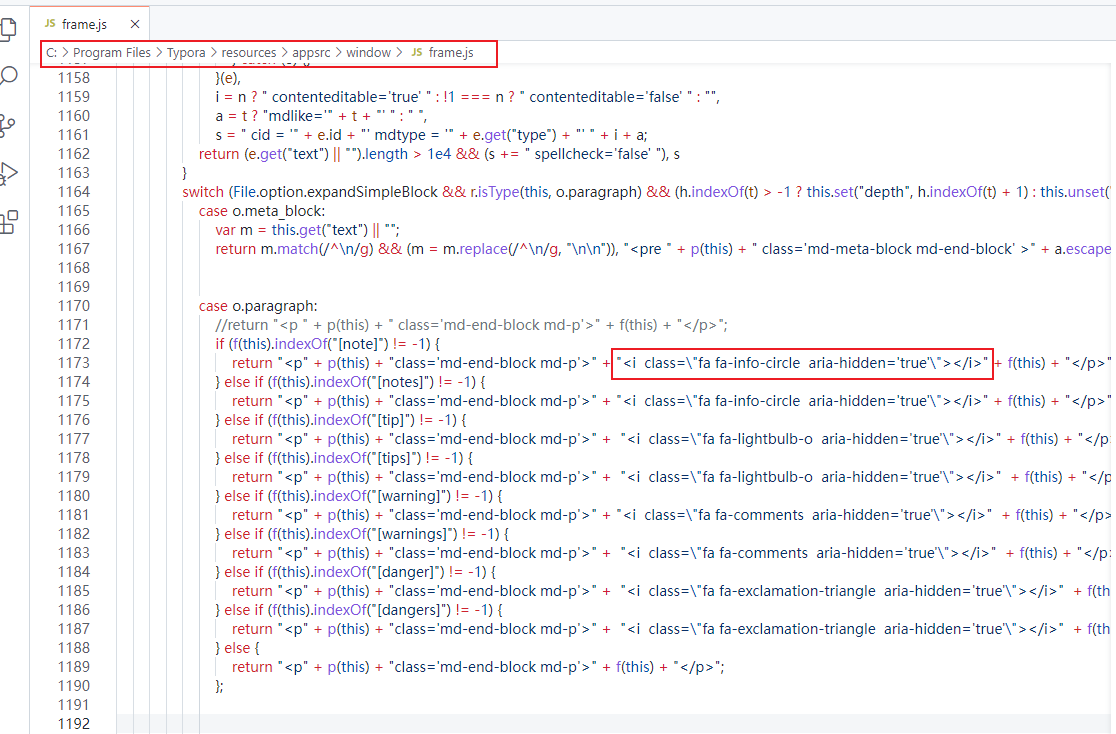 JS frame.js ×
C: > Program Files > Typora > resources > appsrc > window > JS frame.js
1158 }(e),
1159 i = n ? " contenteditable='true' " : !1 === n ? " contenteditable='false' " : "",
1160 a = t ? "mdlike='" + t + "' " : " ",
1161 s = " cid = '" + e.id + "' mdtype = '" + e.get("type") + "' " + i + a;
1162 return (e.get("text") || "").length > 1e4 && (s += " spellcheck='false' "), s
1163 }
1164 switch (File.option.expandSimpleBlock && r.isType(this, o.paragraph) && (h.indexOf(t) > -1 ? this.set("depth", h.indexOf(t) + 1) : this.unset(
1165 case o.meta_block:
1166 var m = this.get("text") || "";
1167 return m.match(/^\n/g) && (m = m.replace(/^\n/g, "\n\n")), "<pre " + p(this) + " class='md-meta-block md-end-block' >" + a.escape
1168
1169
1170 case o.paragraph:
1171 //return "<p " + p(this) + " class='md-end-block md-p'>" + f(this) + "</p>";
1172 if (f(this).indexOf("[note]") != -1) {
1173 return "<p" + p(this) + "class='md-end-block md-p'>" + "<i class=\"fa fa-info-circle aria-hidden='true'\"></i>" + f(this) + "</p>"
1174 } else if (f(this).indexOf("[notes]") != -1) {
1175 return "<p" + p(this) + "class='md-end-block md-p'>" + "<i class=\"fa fa-info-circle aria-hidden='true'\"></i>" + f(this) + "</p>"
1176 } else if (f(this).indexOf("[tip]") != -1) {
1177 return "<p" + p(this) + "class='md-end-block md-p'>" + "<i class=\"fa fa-lightbulb-o aria-hidden='true'\"></i>" + f(this) + "</p
1178 } else if (f(this).indexOf("[tips]") != -1) {
1179 return "<p" + p(this) + "class='md-end-block md-p'>" + "<i class=\"fa fa-lightbulb-o aria-hidden='true'\"></i>" + f(this) + "</p
1180 } else if (f(this).indexOf("[warning]") != -1) {
1181 return "<p" + p(this) + "class='md-end-block md-p'>" + "<i class=\"fa fa-comments aria-hidden='true'\"></i>" + f(this) + "</p>
1182 } else if (f(this).indexOf("[warnings]") != -1) {
1183 return "<p" + p(this) + "class='md-end-block md-p'>" + "<i class=\"fa fa-comments aria-hidden='true'\"></i>" + f(this) + "</p
1184 } else if (f(this).indexOf("[danger]") != -1) {
1185 return "<p" + p(this) + "class='md-end-block md-p'>" + "<i class=\"fa fa-exclamation-triangle aria-hidden='true'\"></i>" + f(th
1186 } else if (f(this).indexOf("[dangers]") != -1) {
1187 return "<p" + p(this) + "class='md-end-block md-p'>" + "<i class=\"fa fa-exclamation-triangle aria-hidden='true'\"></i>" + f(th
1188 } else {
1189 return "<p" + p(this) + "class='md-end-block md-p'>" + f(this) + "</p>";
1190 };
1191
1192